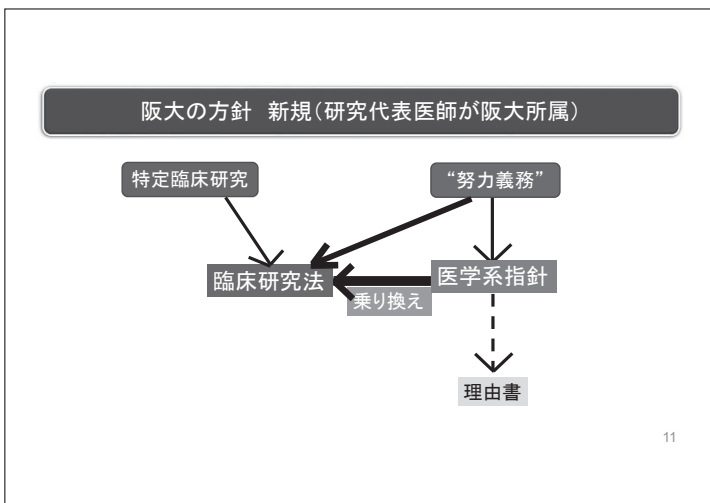 阪大の方針 新規(研究代表医師が阪大所属)
特定臨床研究
“努力義務”
臨床研究法
医学系指針
乗り換え
理由書
11